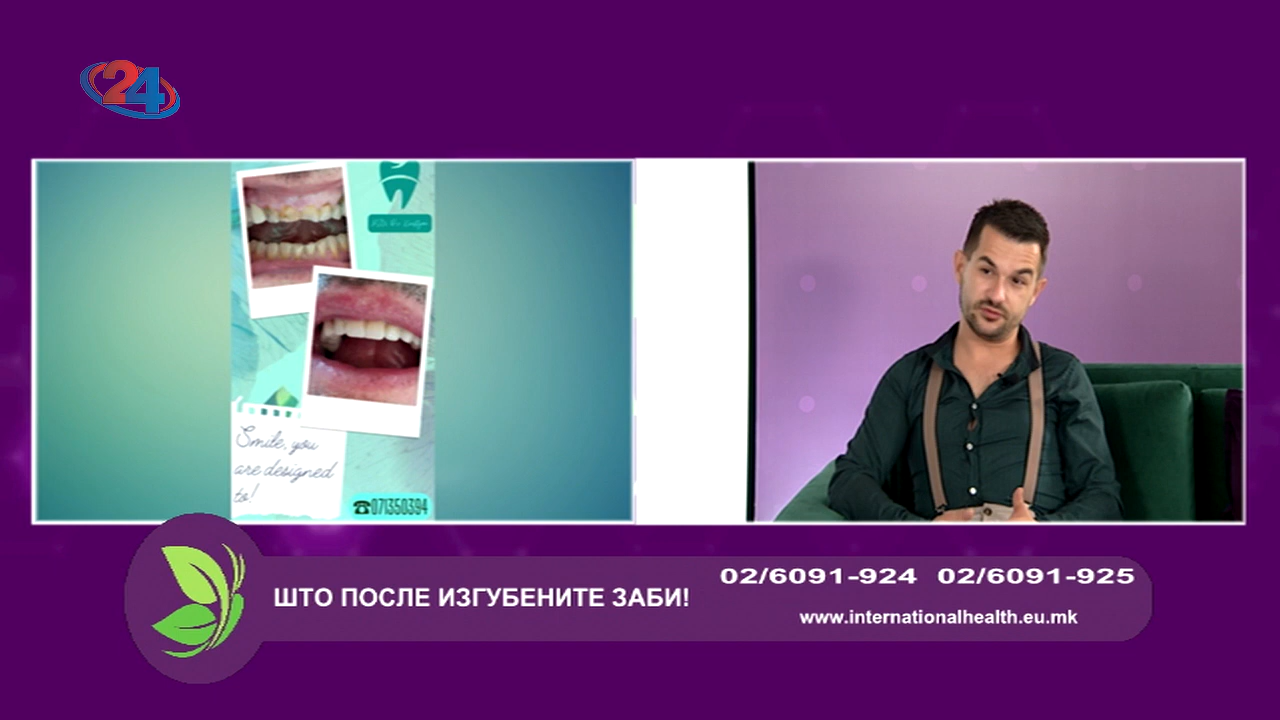 24
Smile, you
are designed
to!
☎071350394
ШТО ПОСЛЕ ИЗГУБЕНИТЕ ЗАБИ!
02/6091-924 02/6091-925
www.internationalhealth.eu.mk